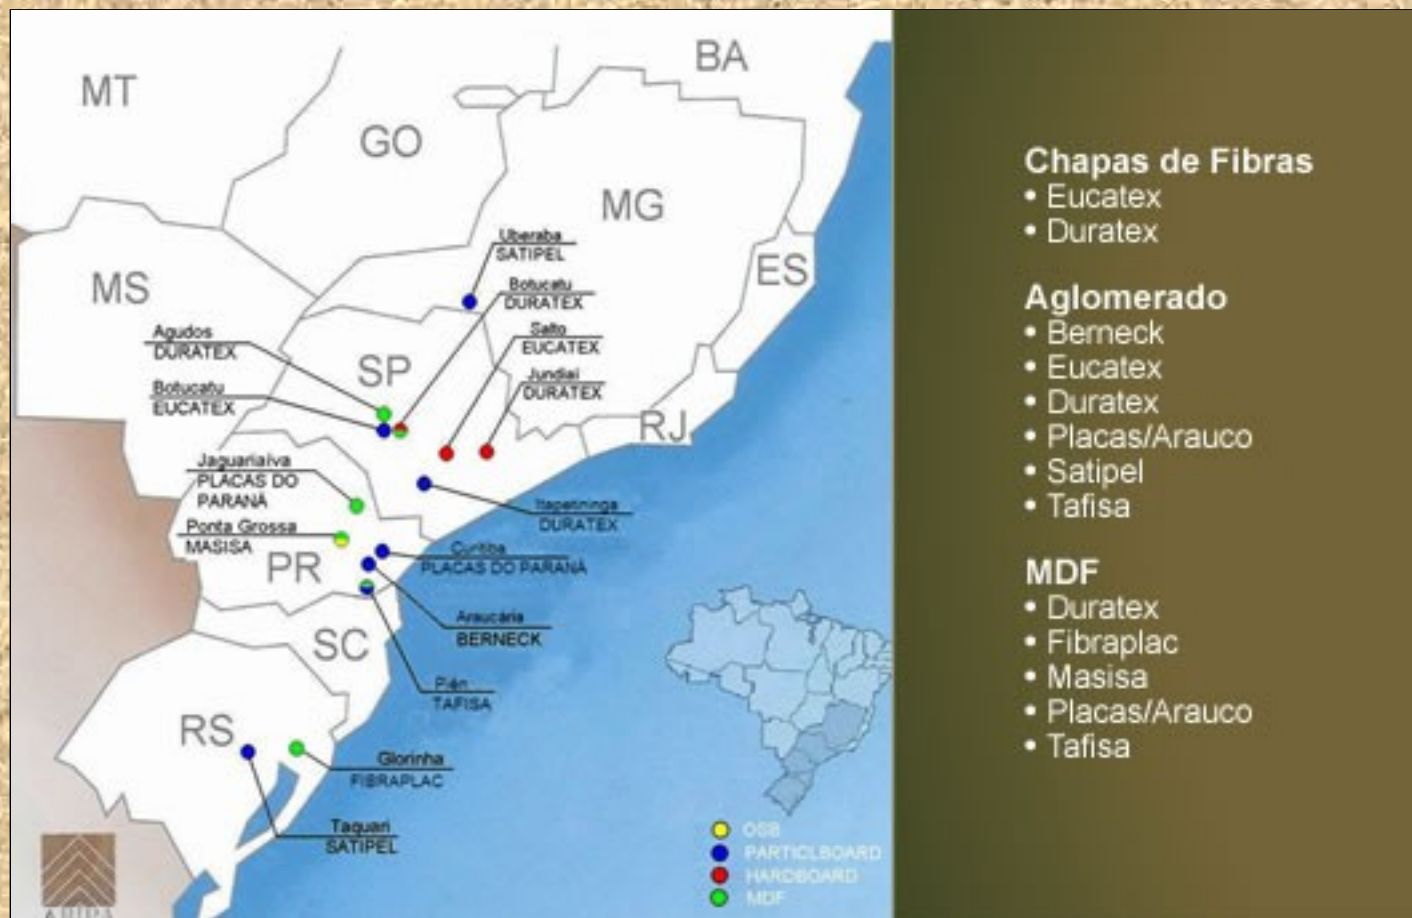 MT
BA
GO
MG
MS
ES
Uberaba
SATIPEL
Botucatu
DURATEX
Agudos
DURATEX
Salto
EUCATEX
SP
Botucatu
EUCATEX
Jundiaí
DURATEX
RJ
Jaguariaíva
PLACAS DO
PARANÁ
Itapetininga
DURATEX
Ponta Grossa
MASISA
PR
Curitiba
PLACAS DO PARANÁ
Araucária
BERNECK
SC
Piên
TAFISA
RS
Glorinha
FIBRAPLAC
Taquari
SATIPEL
OSB
PARTICLBOARD
HARDBOARD
MDF
ABIPA
Chapas de Fibras
• Eucatex
• Duratex
Aglomerado
• Berneck
• Eucatex
• Duratex
• Placas/Arauco
• Satipel
• Tafisa
MDF
• Duratex
• Fibraplac
• Masisa
• Placas/Arauco
• Tafisa